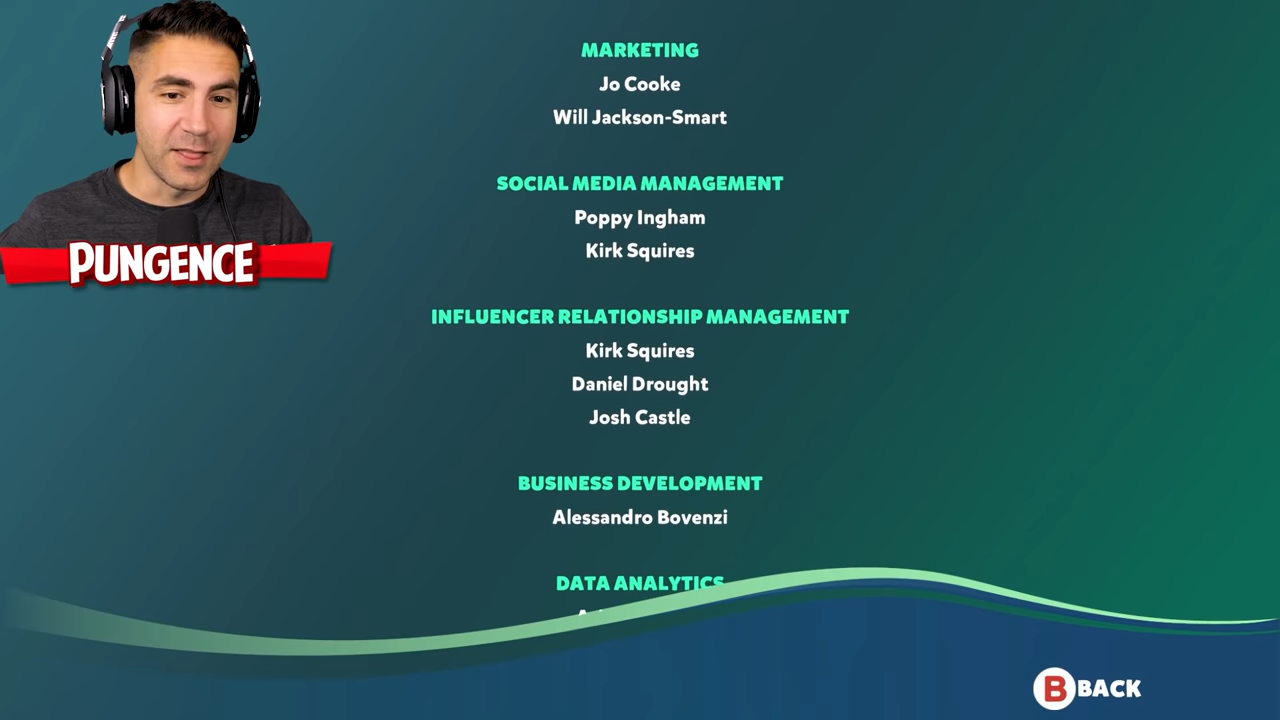 MARKETING
Jo Cooke
Will Jackson-Smart
SOCIAL MEDIA MANAGEMENT
Poppy Ingham
Kirk Squires
PUNGENCE
INFLUENCER RELATIONSHIP MANAGEMENT
Kirk Squires
Daniel Drought
Josh Castle
BUSINESS DEVELOPMENT
Alessandro Bovenzi
DATA ANALYTICS
B BACK